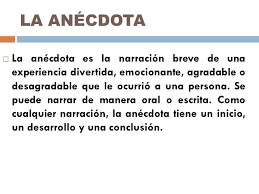 LA ANÉCDOTA
La anécdota es la narración breve de una
experiencia divertida, emocionante, agradable o
desagradable que le ocurrió a una persona. Se
puede narrar de manera oral o escrita. Como
cualquier narración, la anécdota tiene un inicio,
un desarrollo y una conclusión.